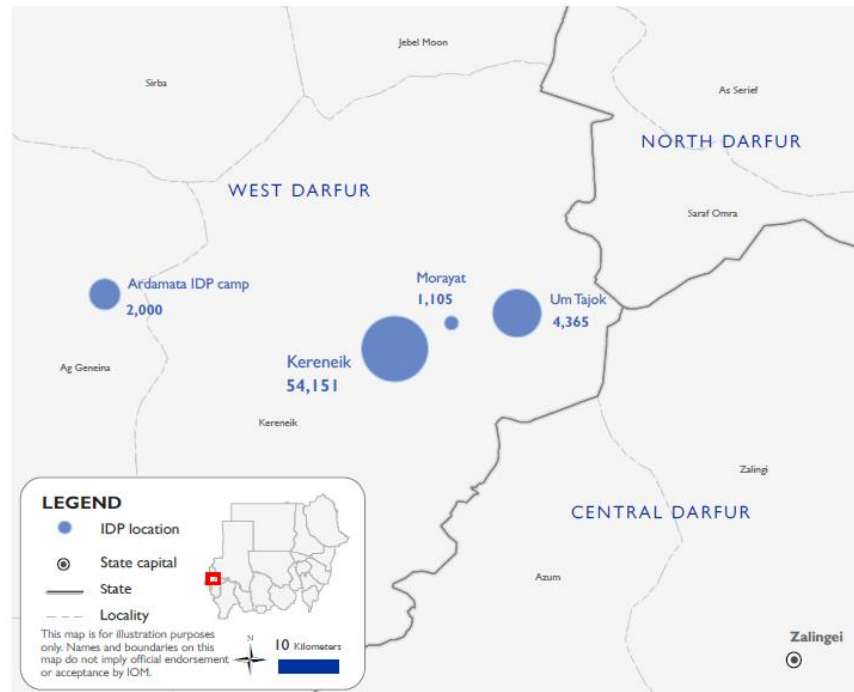 Jebel Moon
Sirba
As Serief
NORTH DARFUR
WEST DARFUR
Saraf Omra
Ardamata IDP camp
2,000
Morayat
1,105
Um Tajok
4,365
Kereneik
54,151
Ag Geneina
Kereneik
Zalingi
CENTRAL DARFUR
Azum
Zalingei
LEGEND
IDP location
State capital
State
Locality
This map is for illustration purposes
only. Names and boundaries on this
map do not imply official endorsement
or acceptance by IOM.
N
10 Kilometers